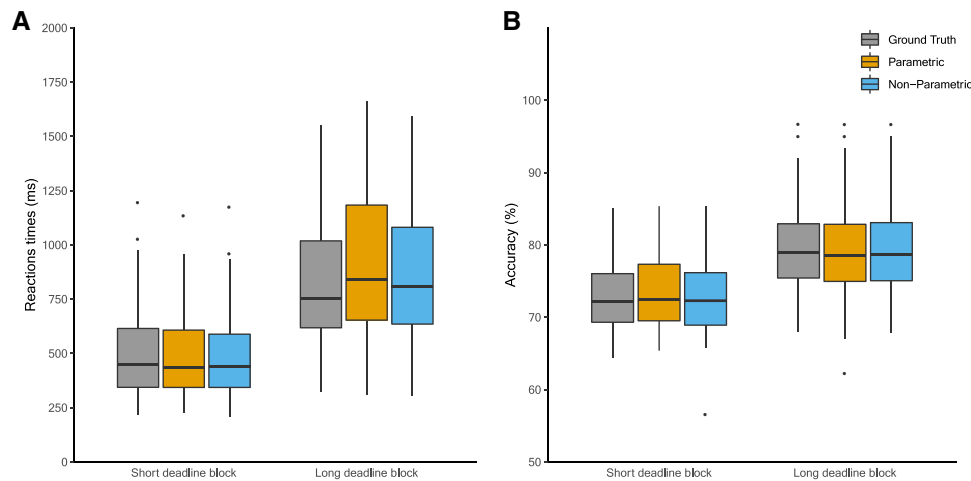 A
Reactions times (ms)
2000
1750
1500
1250
1000
750
500
250
0
Short deadline block
Long deadline block
B
Ground Truth
Parametric
Non−Parametric
Accuracy (%)
100
90
80
70
60
50
Short deadline block
Long deadline block